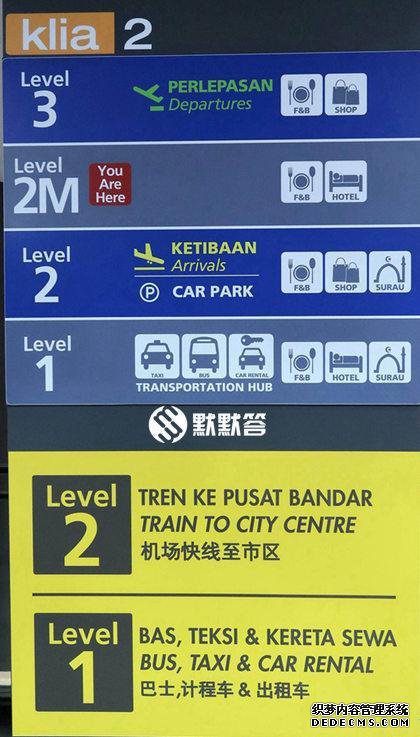 klia 2
Level 3
PERLEPASAN
Departures
F&B SHOP
Level 2M
You Are Here
F&B HOTEL
Level 2
KETIBAAN
Arrivals
P CAR PARK
F&B SHOP SURAU
Level 1
TAXI BUS CAR RENTAL
TRANSPORTATION HUB
F&B HOTEL SURAU
默默答
Level 2
TREN KE PUSAT BANDAR
TRAIN TO CITY CENTRE
机场快线至市区
Level 1
BAS, TEKSI & KERETA SEWA
BUS, TAXI & CAR RENTAL
巴士,计程车 & 出租车
织梦内容管理系统
DEDECMS.COM